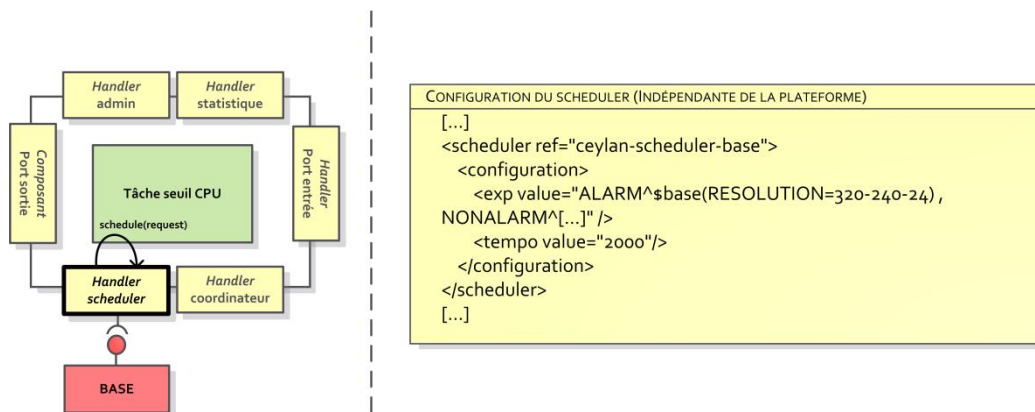 Handler
admin
Handler
statistique
Composant
Port sortie
Handler
Port entrée
Tâche seuil CPU
schedule(request)
Handler
scheduler
Handler
coordinateur
BASE
CONFIGURATION DU SCHEDULER (INDÉPENDANTE DE LA PLATEFORME)
[...]
<scheduler ref="ceylan-scheduler-base">
<configuration>
<exp value="ALARM^$base(RESOLUTION=320-240-24) ,
NONALARM^[...]" />
<tempo value="2000"/>
</configuration>
</scheduler>
[...]